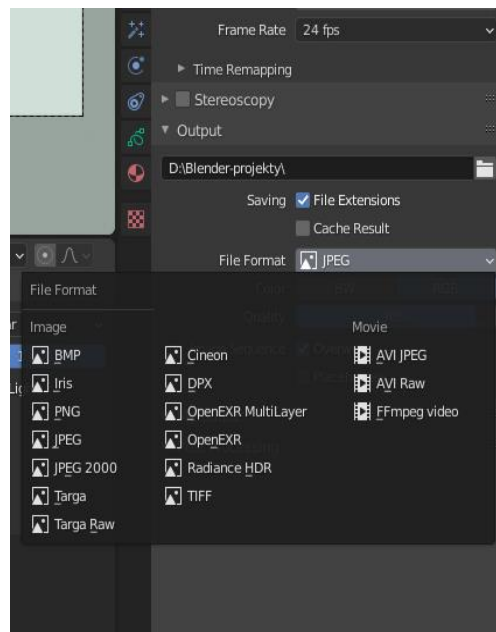 Frame Rate 24 fps
Time Remapping
Stereoscopy
Output
D:\Blender-projekty\
Saving File Extensions
Cache Result
File Format JPEG
File Format
Image
Movie
BMP
Iris
PNG
JPEG
JPEG 2000
Targa
Targa Raw
Cineon
DPX
OpenEXR MultiLayer
OpenEXR
Radiance HDR
TIFF
AVI JPEG
AVI Raw
FFmpeg video